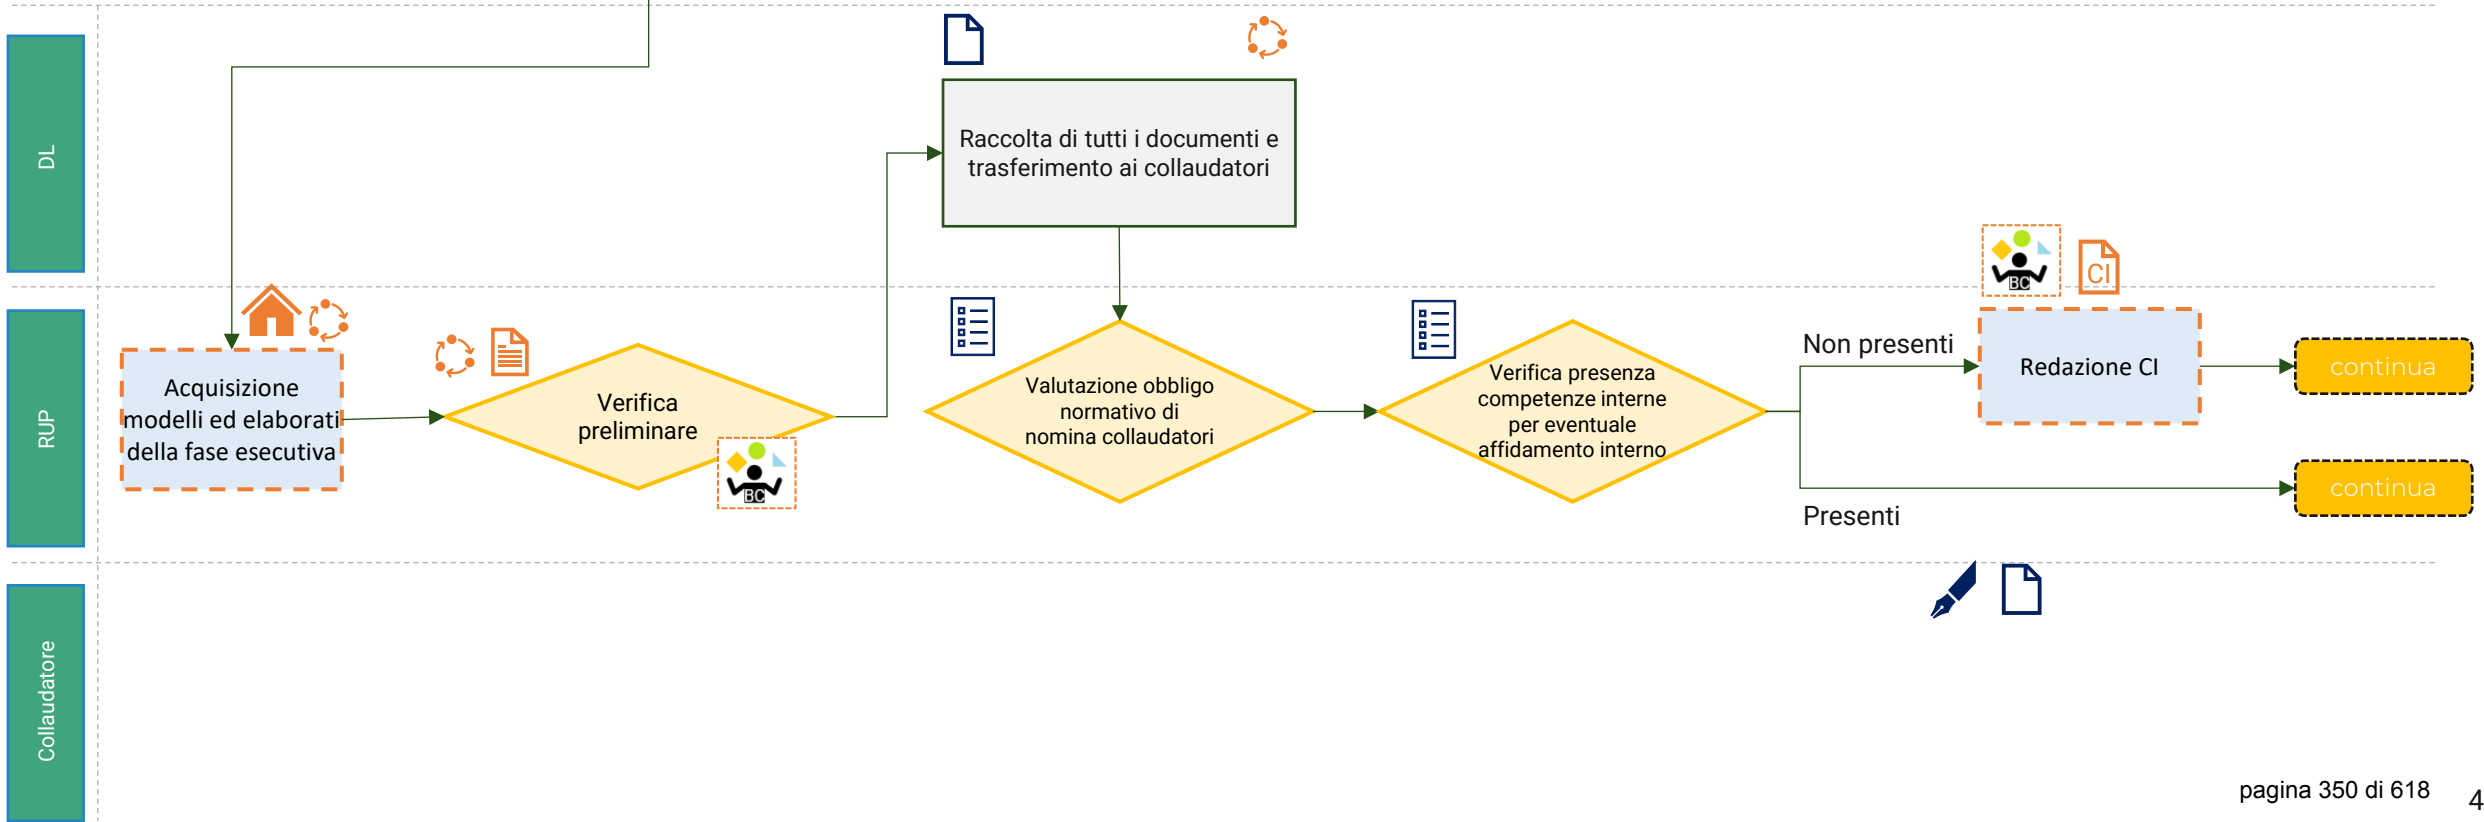 DL
Raccolta di tutti i documenti e
trasferimento ai collaudatori
RUP
Acquisizione
modelli ed elaborati
della fase esecutiva
Verifica
preliminare
BC
Valutazione obbligo
normativo di
nomina collaudatori
Verifica presenza
competenze interne
per eventuale
affidamento interno
Non presenti
Presenti
BC
CI
Redazione CI
continua
continua
Collaudatore
pagina 350 di 618
4